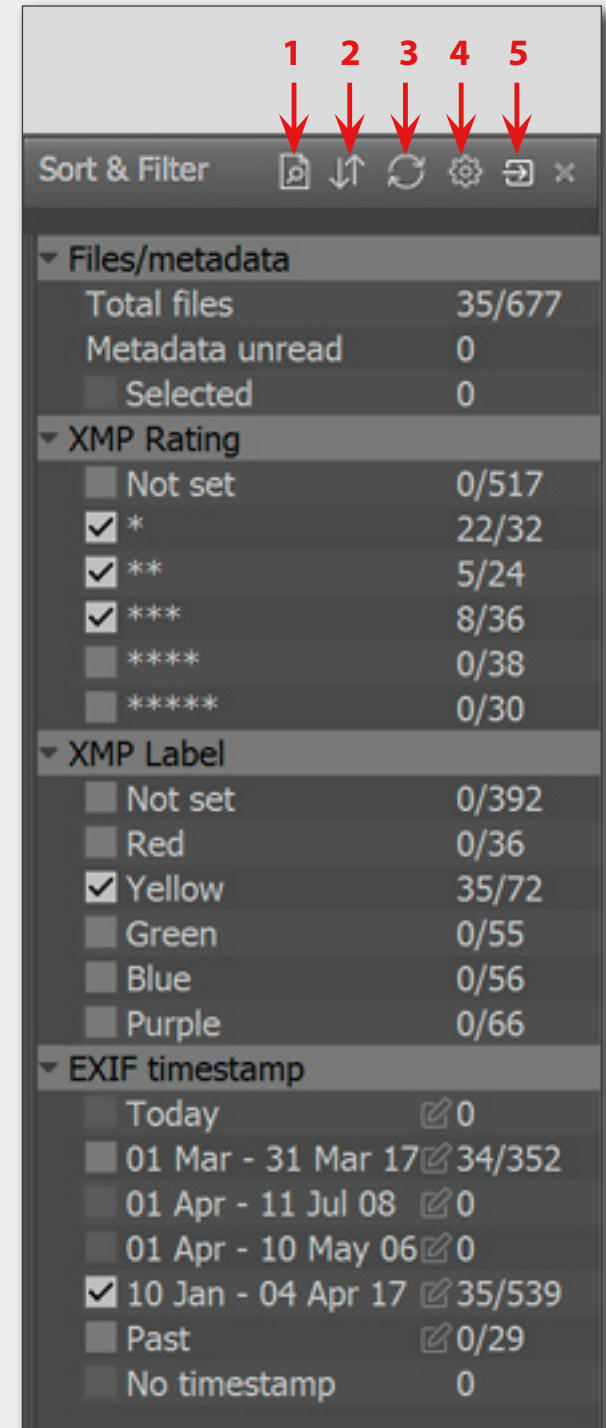 1 2 3 4 5
Sort & Filter
Files/metadata
Total files 35/677
Metadata unread 0
Selected 0
XMP Rating
Not set 0/517
* 22/32
** 5/24
*** 8/36
**** 0/38
***** 0/30
XMP Label
Not set 0/392
Red 0/36
Yellow 35/72
Green 0/55
Blue 0/56
Purple 0/66
EXIF timestamp
Today 0
01 Mar - 31 Mar 17 34/352
01 Apr - 11 Jul 08 0
01 Apr - 10 May 06 0
10 Jan - 04 Apr 17 35/539
Past 0/29
No timestamp 0